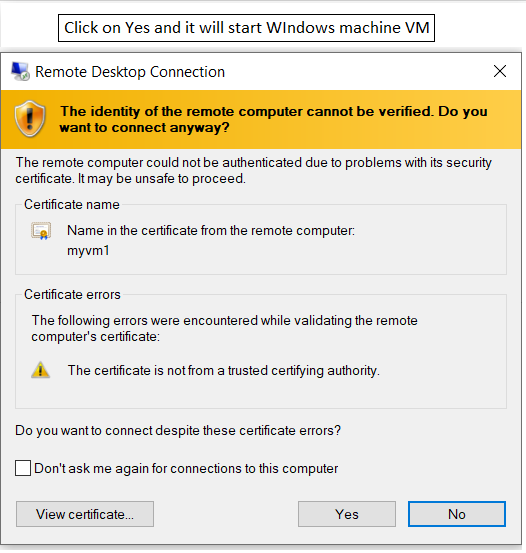 Click on Yes and it will start WIndows machine VM
Remote Desktop Connection
The identity of the remote computer cannot be verified. Do you
want to connect anyway?
The remote computer could not be authenticated due to problems with its security
certificate. It may be unsafe to proceed.
Certificate name
Name in the certificate from the remote computer:
myvm1
Certificate errors
The following errors were encountered while validating the remote
computer's certificate:
The certificate is not from a trusted certifying authority.
Do you want to connect despite these certificate errors?
Don't ask me again for connections to this computer
View certificate...
Yes
No